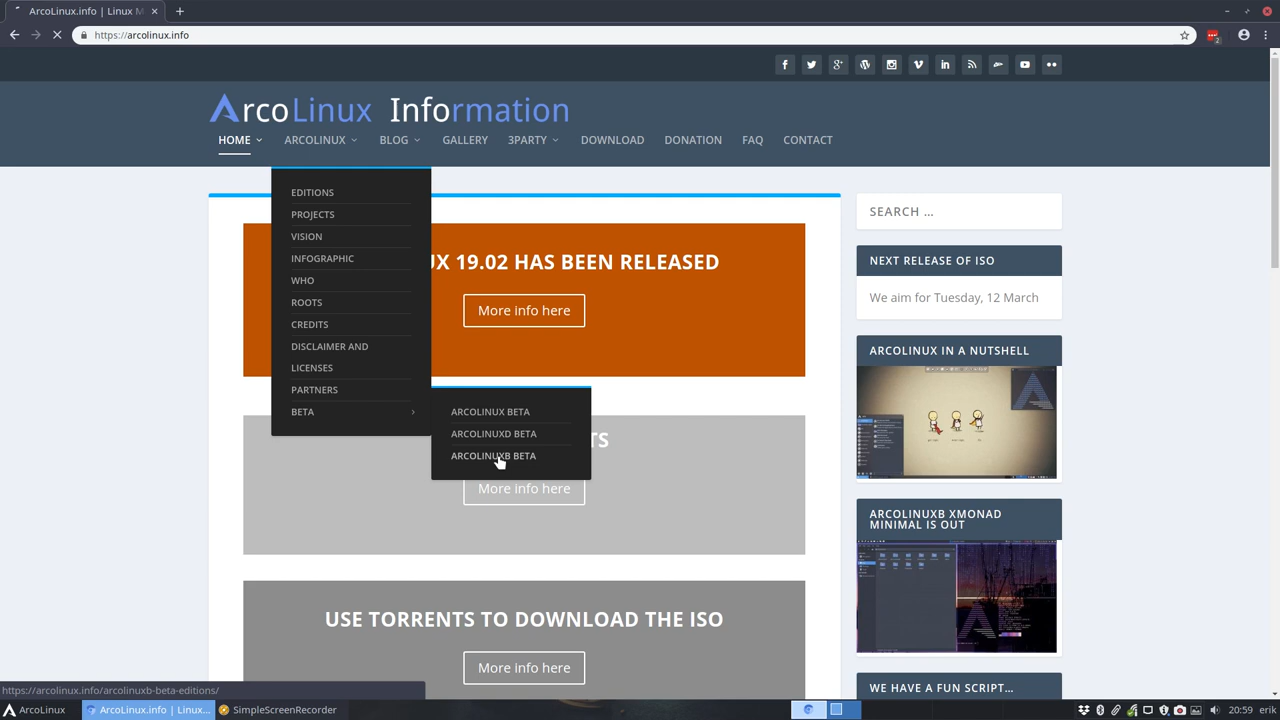 ArcoLinux.info | Linux M
https://arcolinux.info
2
ArcoLinux Information
HOME ARCOLINUX BLOG GALLERY 3PARTY DOWNLOAD DONATION FAQ CONTACT
EDITIONS
PROJECTS
VISION
INFOGRAPHIC
WHO
ROOTS
CREDITS
DISCLAIMER AND
LICENSES
PARTNERS
BETA
ARCOLINUX BETA
ARCOLINUXD BETA
ARCOLINUXB BETA
UX 19.02 HAS BEEN RELEASED
More info here
TS
More info here
USE TORRENTS TO DOWNLOAD THE ISO
More info here
SEARCH …
NEXT RELEASE OF ISO
We aim for Tuesday, 12 March
ARCOLINUX IN A NUTSHELL
ARCOLINUXB XMONAD
MINIMAL IS OUT
WE HAVE A FUN SCRIPT…
https://arcolinux.info/arcolinuxb-beta-editions/
ArcoLinux
ArcoLinux.info | Linux...
SimpleScreenRecorder
20:59 erik